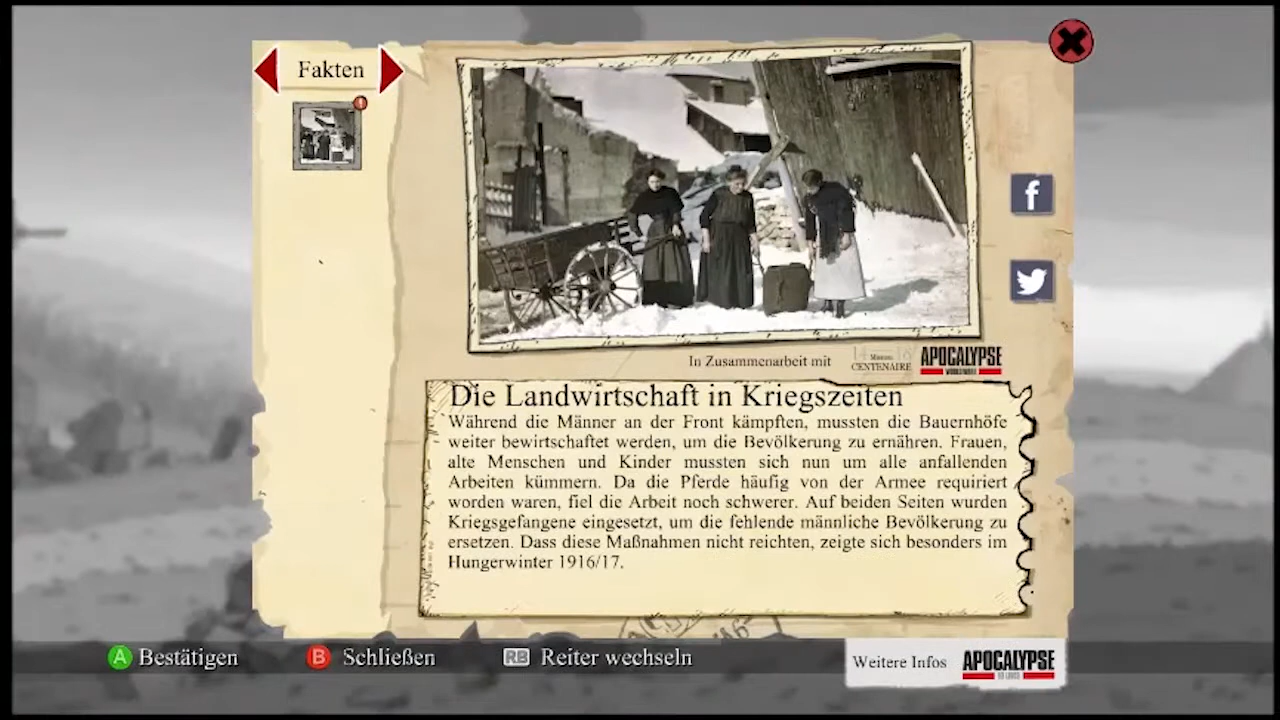 Fakten
In Zusammenarbeit mit
Mission
CENTENAIRE
APOCALYPSE
Die Landwirtschaft in Kriegszeiten
Während die Männer an der Front kämpften, mussten die Bauernhöfe
weiter bewirtschaftet werden, um die Bevölkerung zu ernähren. Frauen,
alte Menschen und Kinder mussten sich nun um alle anfallenden
Arbeiten kümmern. Da die Pferde häufig von der Armee requiriert
worden waren, fiel die Arbeit noch schwerer. Auf beiden Seiten wurden
Kriegsgefangene eingesetzt, um die fehlende männliche Bevölkerung zu
ersetzen. Dass diese Maßnahmen nicht reichten, zeigte sich besonders im
Hungerwinter 1916/17.
A Bestätigen
B Schließen
RB Reiter wechseln
Weitere Infos
APOCALYPSE